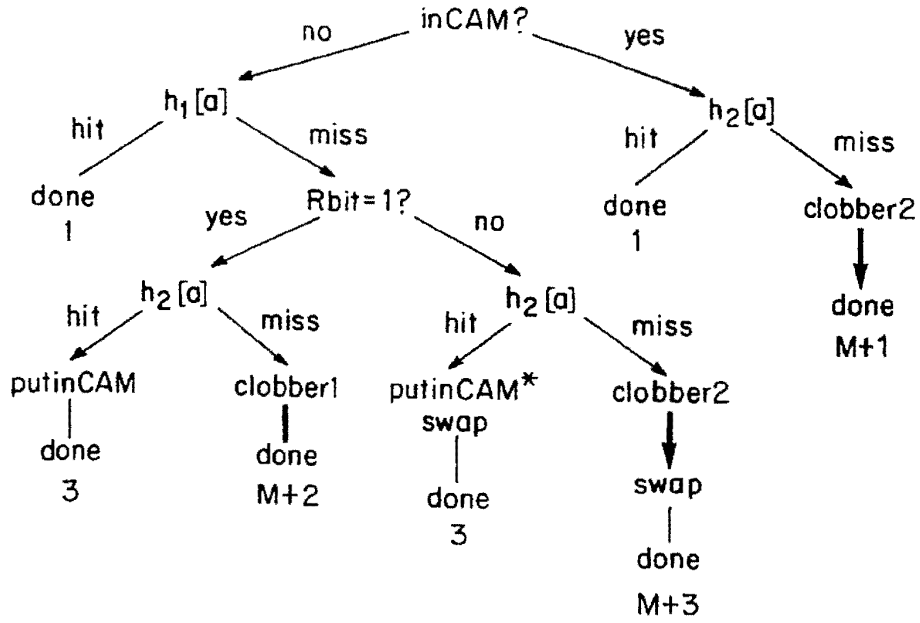 inCAM?
no
yes
h₁[a]
h₂[a]
hit
miss
hit
miss
done
1
Rbit=1?
done
1
clobber2
yes
no
h₂[a]
h₂[a]
done
M+1
hit
miss
hit
miss
putinCAM
clobber1
putinCAM*
swap
clobber2
done
3
done
M+2
done
3
swap
done
M+3